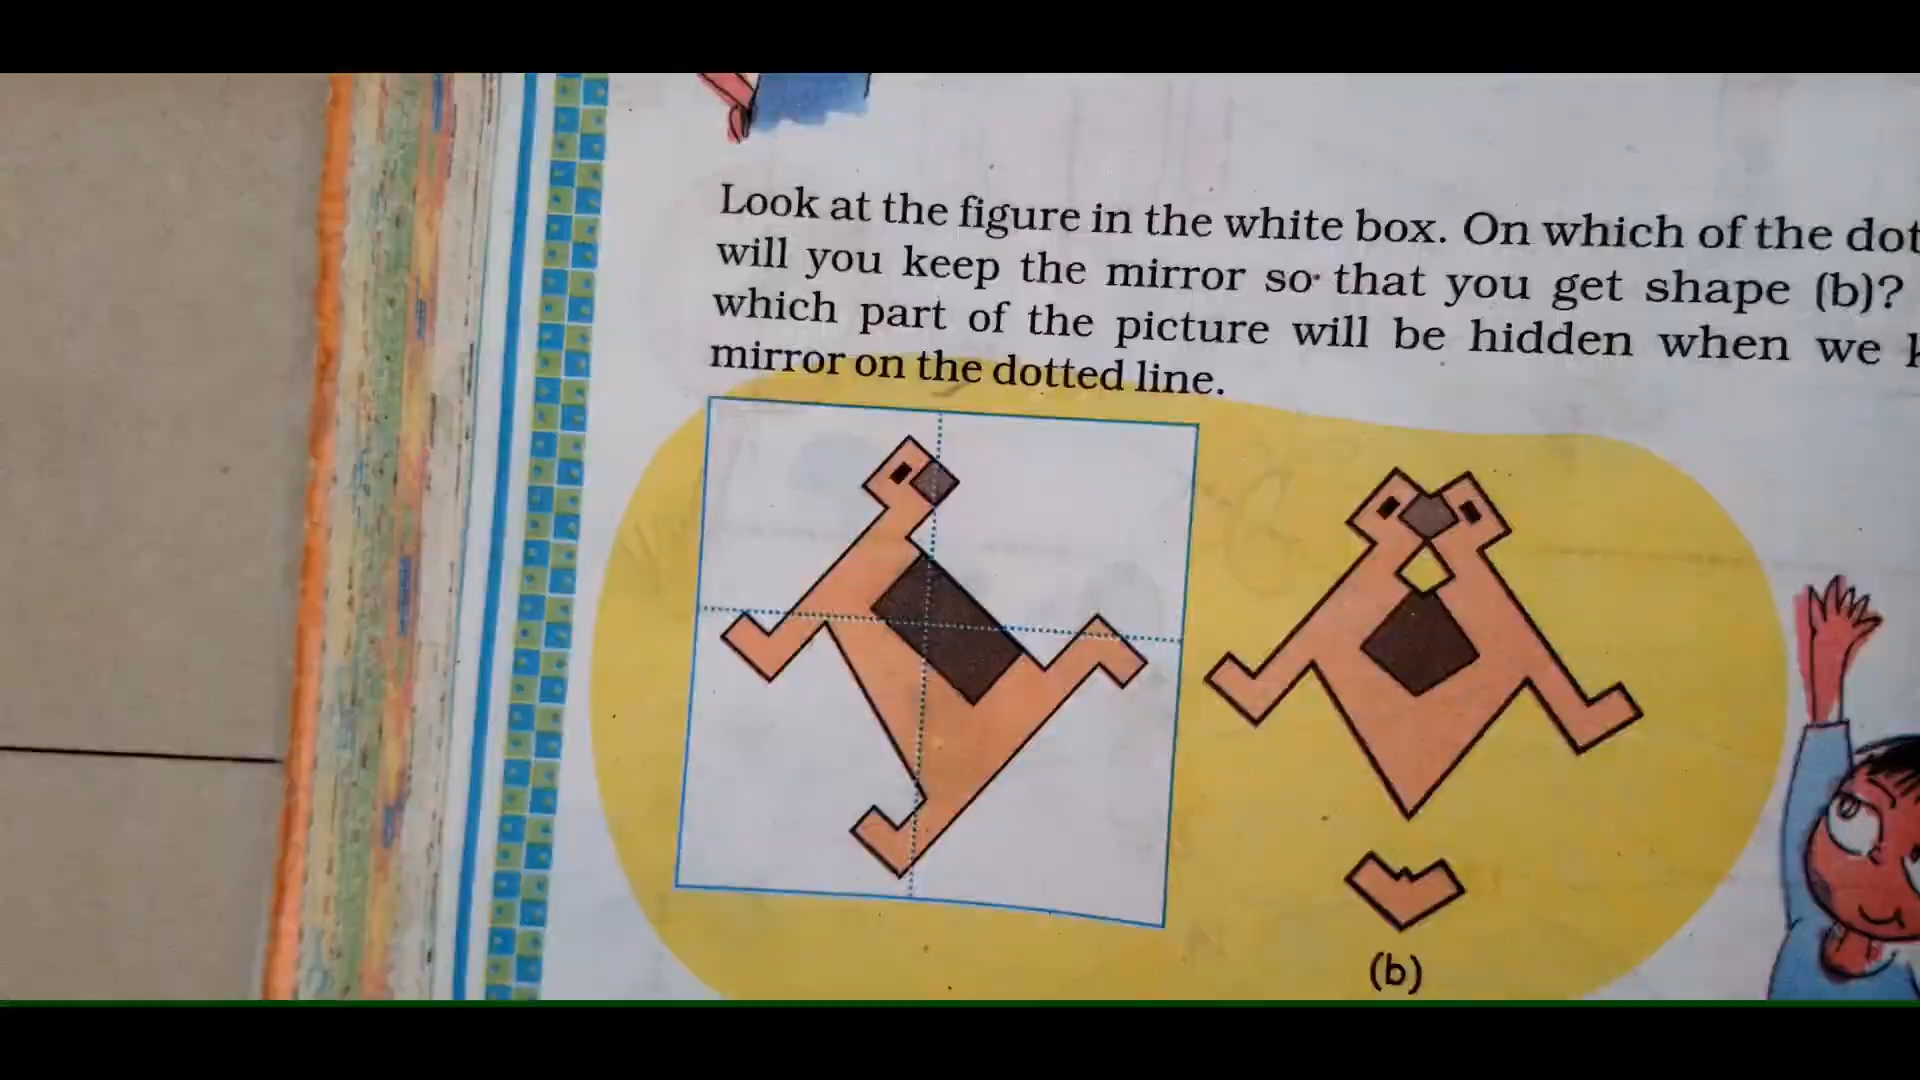 Look at the figure in the white box. On which of the
will you keep the mirror so that you get shape (b)?
which part of the picture will be hidden when we
mirror on the dotted line.
(b)